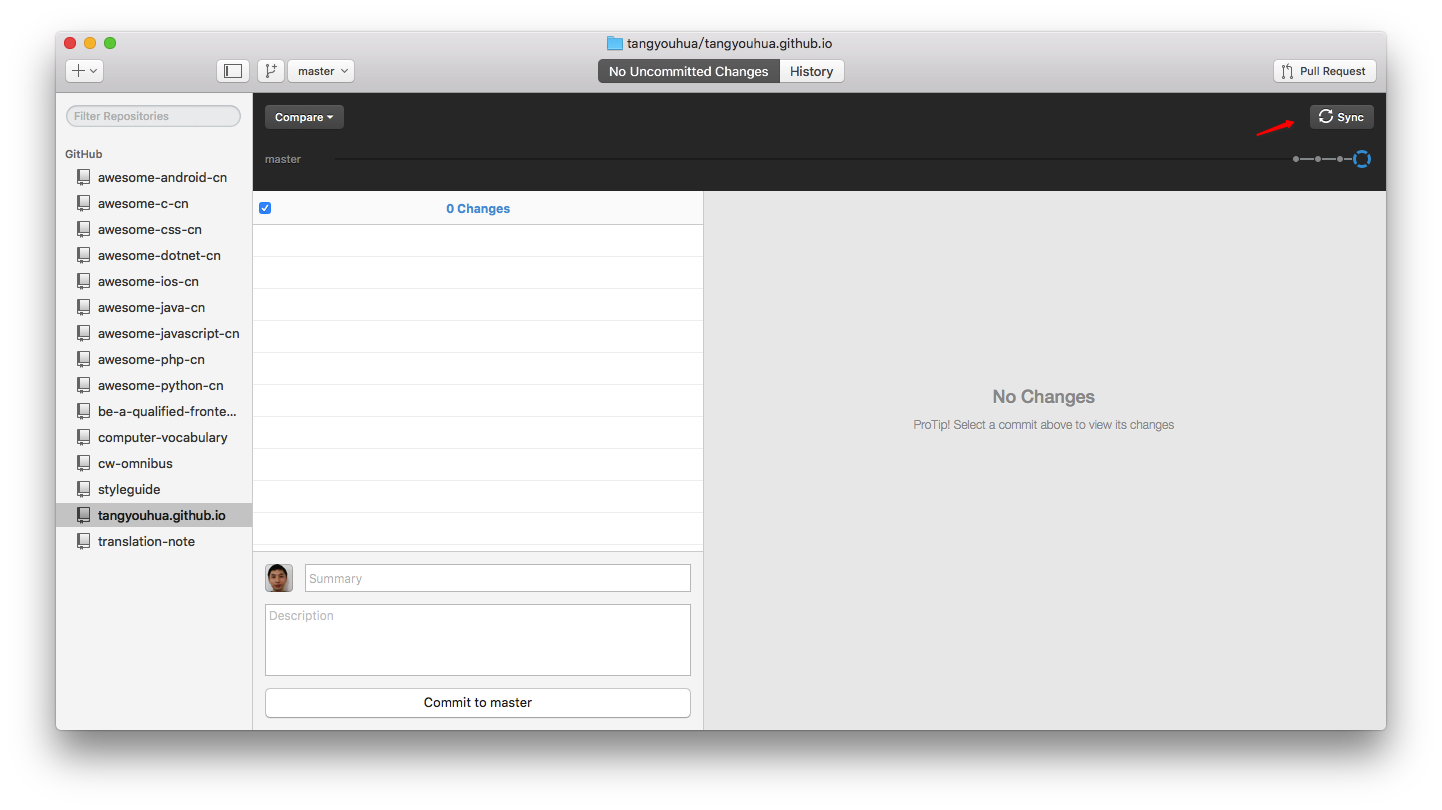 tangyouhua/tangyouhua.github.io
master
No Uncommitted Changes
History
Pull Request
Filter Repositories
GitHub
awesome-android-cn
awesome-c-cn
awesome-css-cn
awesome-dotnet-cn
awesome-ios-cn
awesome-java-cn
awesome-javascript-cn
awesome-php-cn
awesome-python-cn
be-a-qualified-fronte...
computer-vocabulary
cw-omnibus
styleguide
tangyouhua.github.io
translation-note
Compare
Sync
master
0 Changes
Summary
Description
Commit to master
No Changes
ProTip! Select a commit above to view its changes